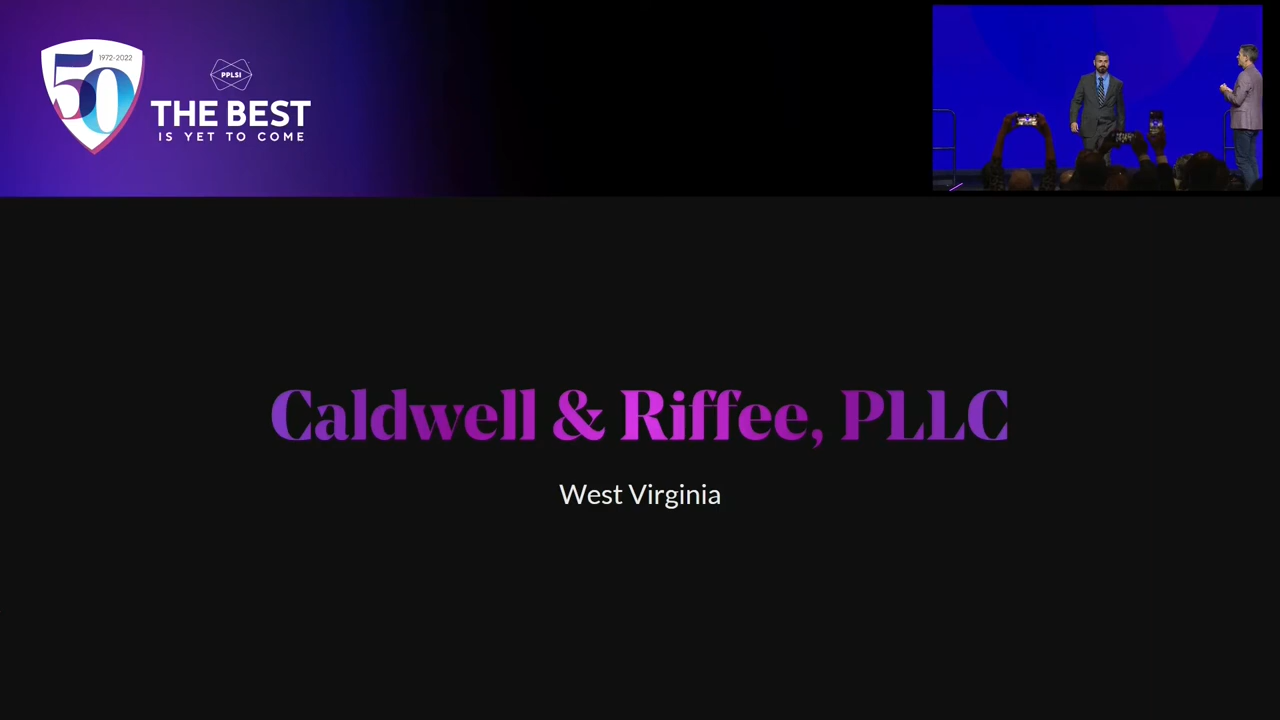 50
1972-2022
PPLSI
THE BEST
IS YET TO COME
Caldwell & Riffee, PLLC
West Virginia